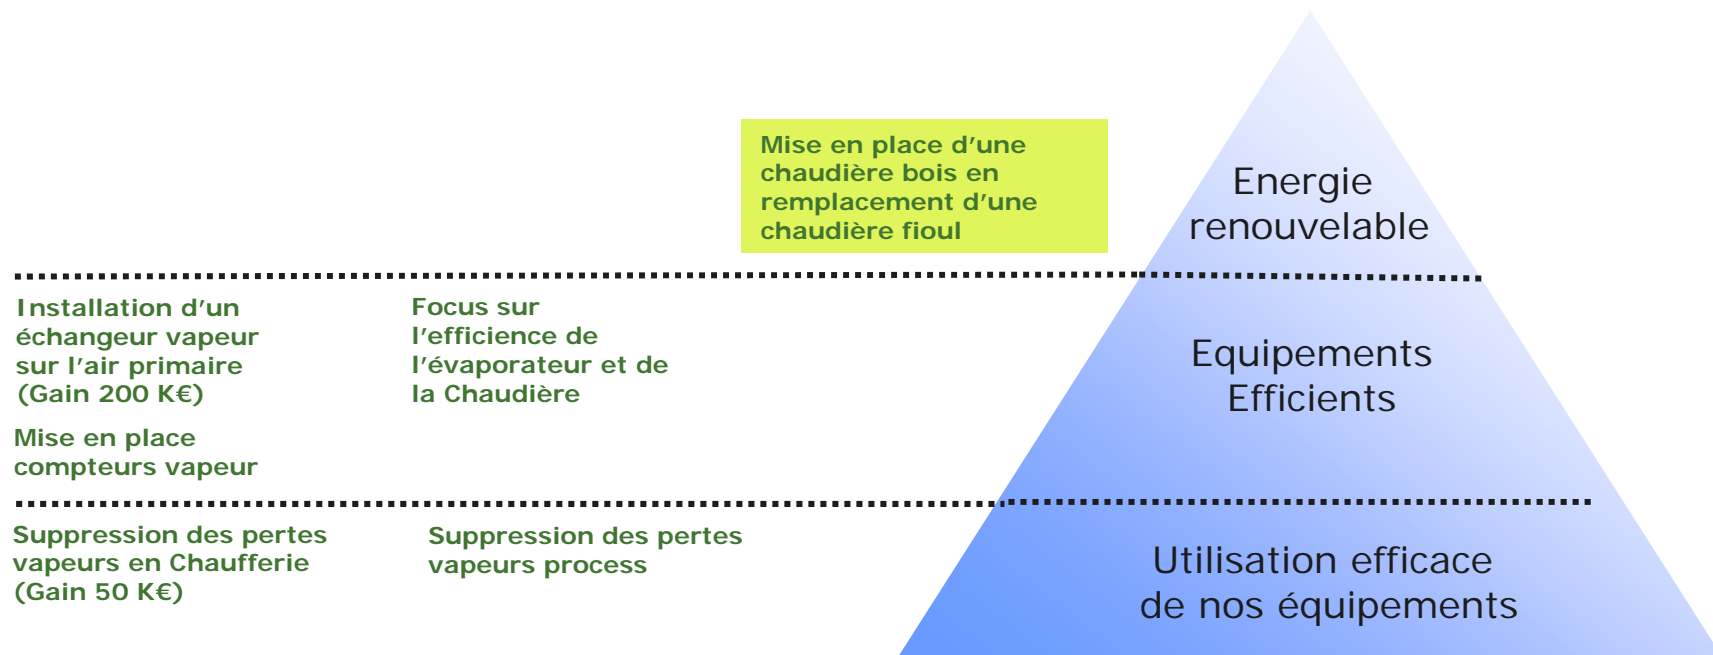 Mise en place d’une
chaudière bois en
remplacement d’une
chaudière fioul
Energie
renouvelable
Installation d’un
échangeur vapeur
sur l’air primaire
(Gain 200 K€)
Mise en place
compteurs vapeur
Focus sur
l’efficience de
l’évaporateur et de
la Chaudière
Equipements
Efficients
Suppression des pertes
vapeurs en Chaufferie
(Gain 50 K€)
Suppression des pertes
vapeurs process
Utilisation efficace
de nos équipements